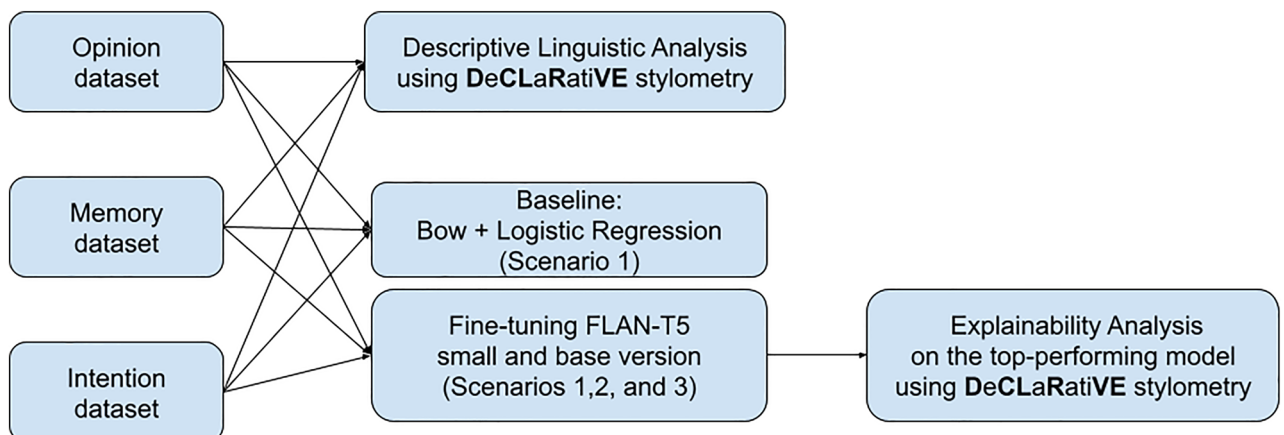 Opinion
dataset
Descriptive Linguistic Analysis
using DeCLaRatiVE stylometry
Memory
dataset
Baseline:
Bow + Logistic Regression
(Scenario 1)
Intention
dataset
Fine-tuning FLAN-T5
small and base version
(Scenarios 1,2, and 3)
Explainability Analysis
on the top-performing model
using DeCLaRatiVE stylometry